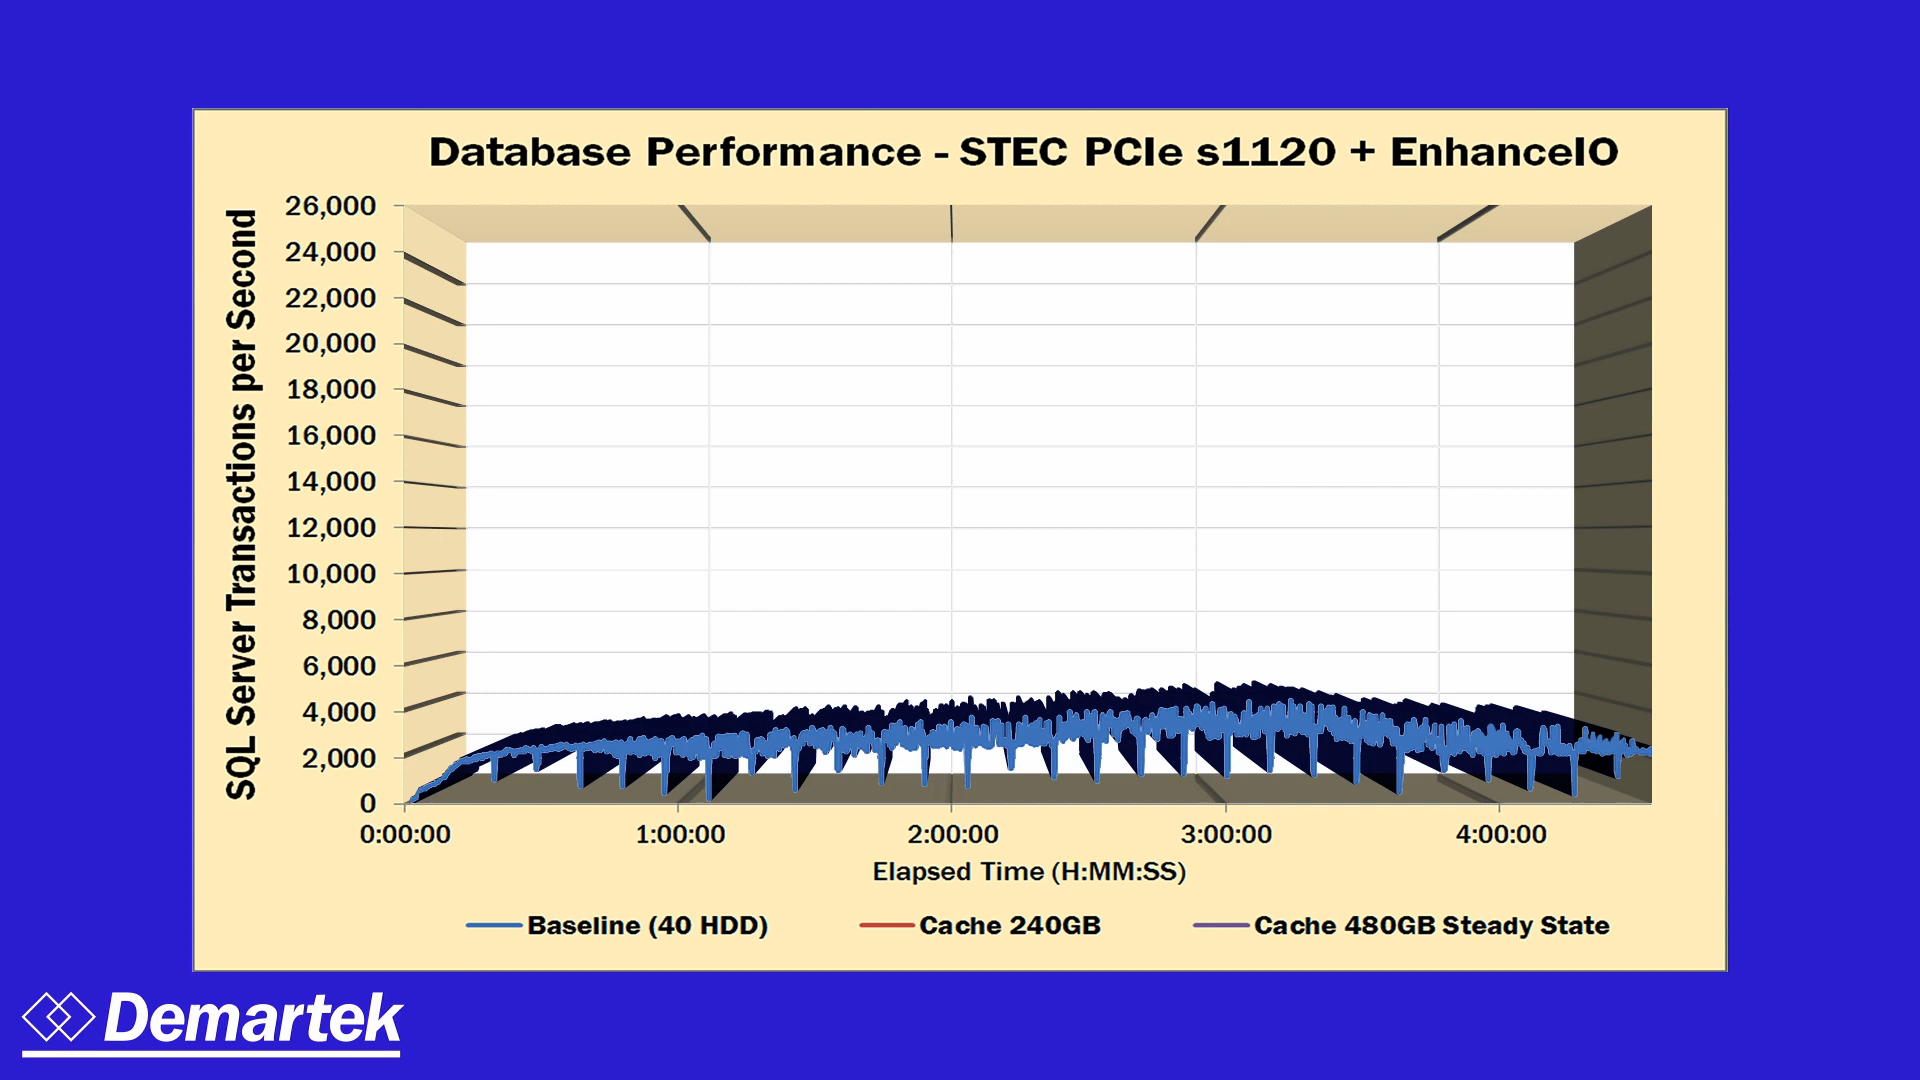 Database Performance - STEC PCIe s1120 + EnhanceIO
SQL Server Transactions per Second
26,000
24,000
22,000
20,000
18,000
16,000
14,000
12,000
10,000
8,000
6,000
4,000
2,000
0
0:00:00 1:00:00 2:00:00 3:00:00 4:00:00
Elapsed Time (H:MM:SS)
Baseline (40 HDD) Cache 240GB Cache 480GB Steady State
Demartek